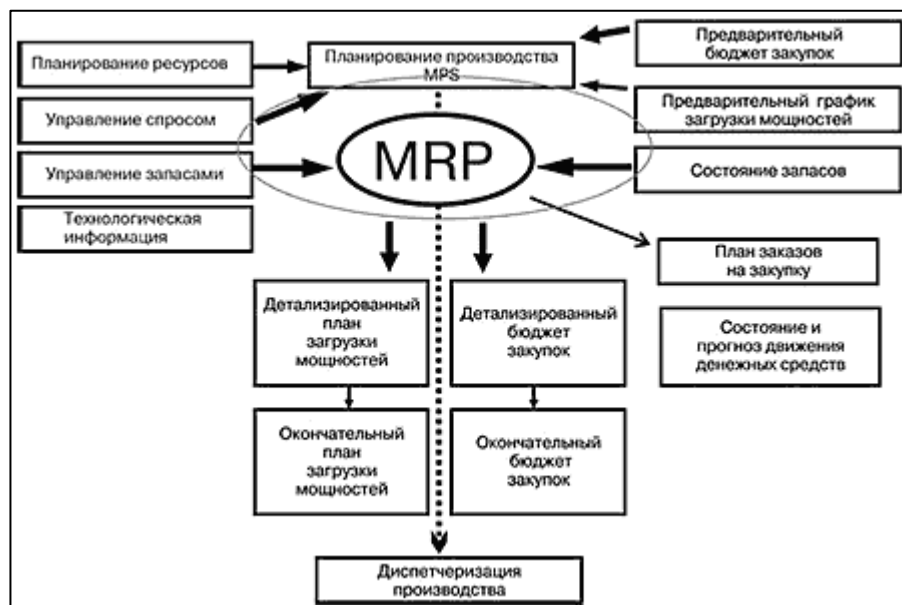 Планирование ресурсов
Управление спросом
Управление запасами
Технологическая
информация
Планирование производства
MPS
MRP
Предварительный
бюджет закупок
Предварительный график
загрузки мощностей
Состояние запасов
План заказов
на закупку
Состояние и
прогноз движения
денежных средств
Детализированный
план
загрузки
мощностей
Детализированный
бюджет
закупок
Окончательный
план
загрузки
мощностей
Окончательный
бюджет
закупок
Диспетчеризация
производства